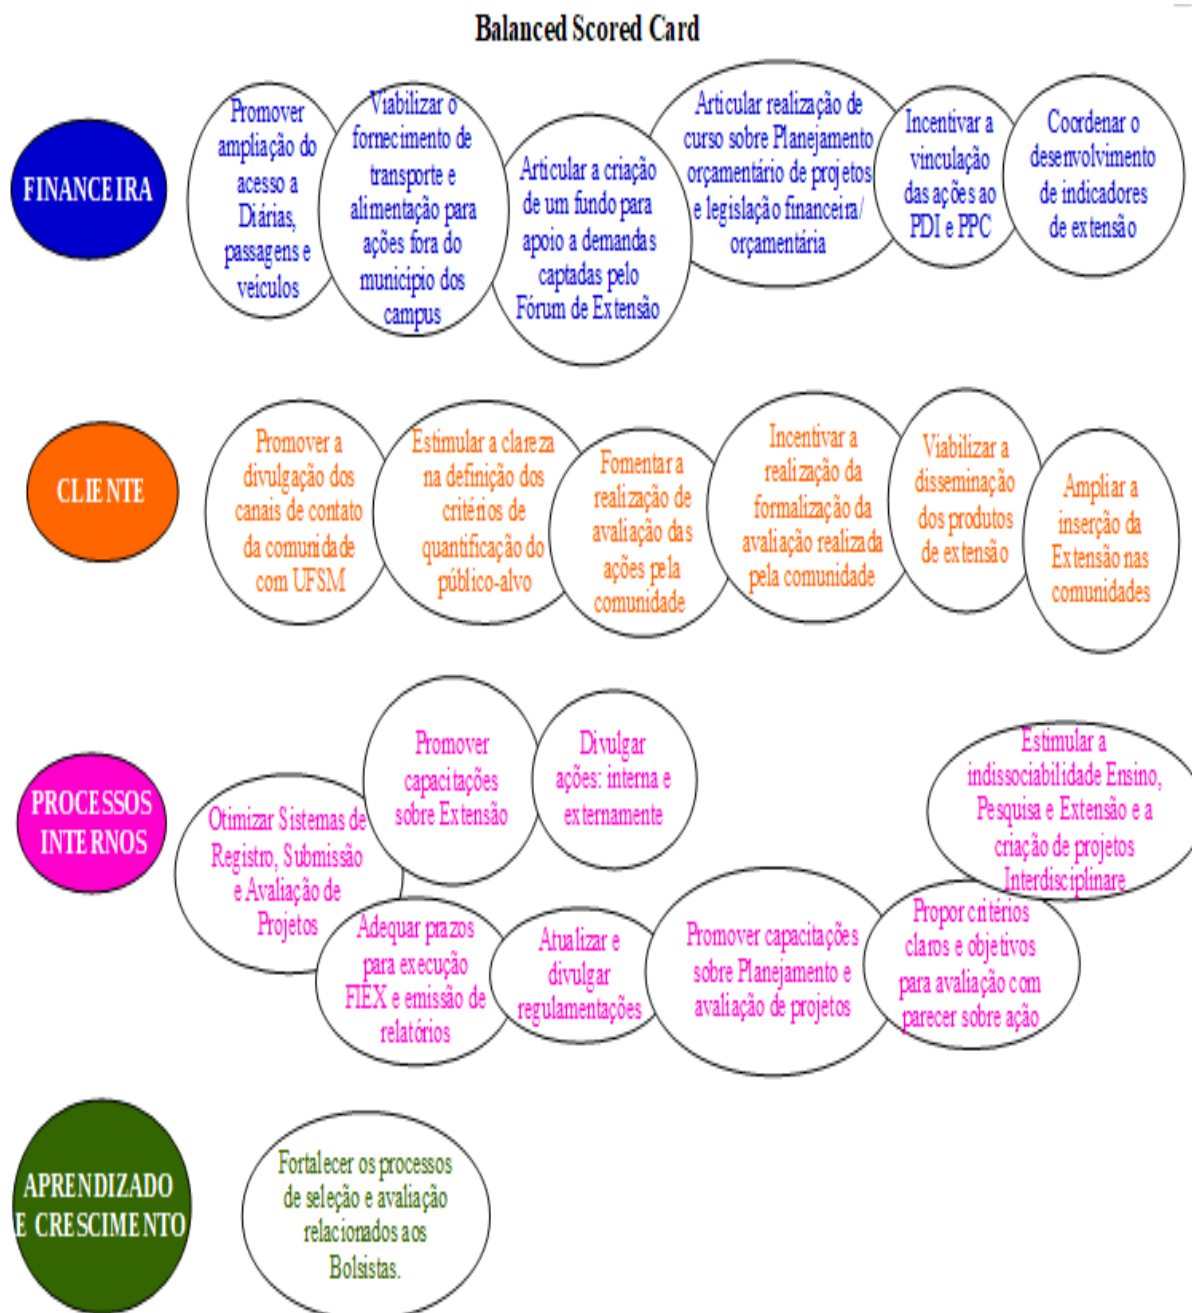 Balanced Scored Card
FINANCEIRA
Promover
ampliação do
acesso a
Diárias,
passagens e
veículos
Viabilizar o
fornecimento de
transporte e
alimentação para
ações fora do
município dos
campus
Articular a criação
de um fundo para
apoio a demandas
captadas pelo
Fórum de Extensão
Articular realização de
curso sobre Planejamento
orçamentário de projetos
e legislação financeira/
orçamentária
Incentivar a
vinculação
das ações ao
PDI e PPC
Coordenar o
desenvolvimento
de indicadores
de extensão
CLIENTE
Promover a
divulgação dos
canais de contato
da comunidade
com UFSM
Estimular a clareza
na definição dos
critérios de
quantificação do
público-alvo
Fomentar a
realização de
avaliação das
ações pela
comunidade
Incentivar a
realização da
formalização da
avaliação realizada
pela comunidade
Viabilizar a
disseminação
dos produtos
de extensão
Ampliar a
inserção da
Extensão nas
comunidades
PROCESSOS
INTERNOS
Otimizar Sistemas de
Registro, Submissão
e Avaliação de
Projetos
Promover
capacitações
sobre Extensão
Divulgar
ações: interna e
externamente
Adequar prazos
para execução
FIEX e emissão de
relatórios
Atualizar e
divulgar
regulamentações
Promover capacitações
sobre Planejamento e
avaliação de projetos
Propor critérios
claros e objetivos
para avaliação com
parecer sobre ação
Estimular a
indissociabilidade Ensino,
Pesquisa e Extensão e a
criação de projetos
Interdisciplinare
APRENDIZADO
E CRESCIMENTO
Fortalecer os processos
de seleção e avaliação
relacionados aos
Bolsistas.